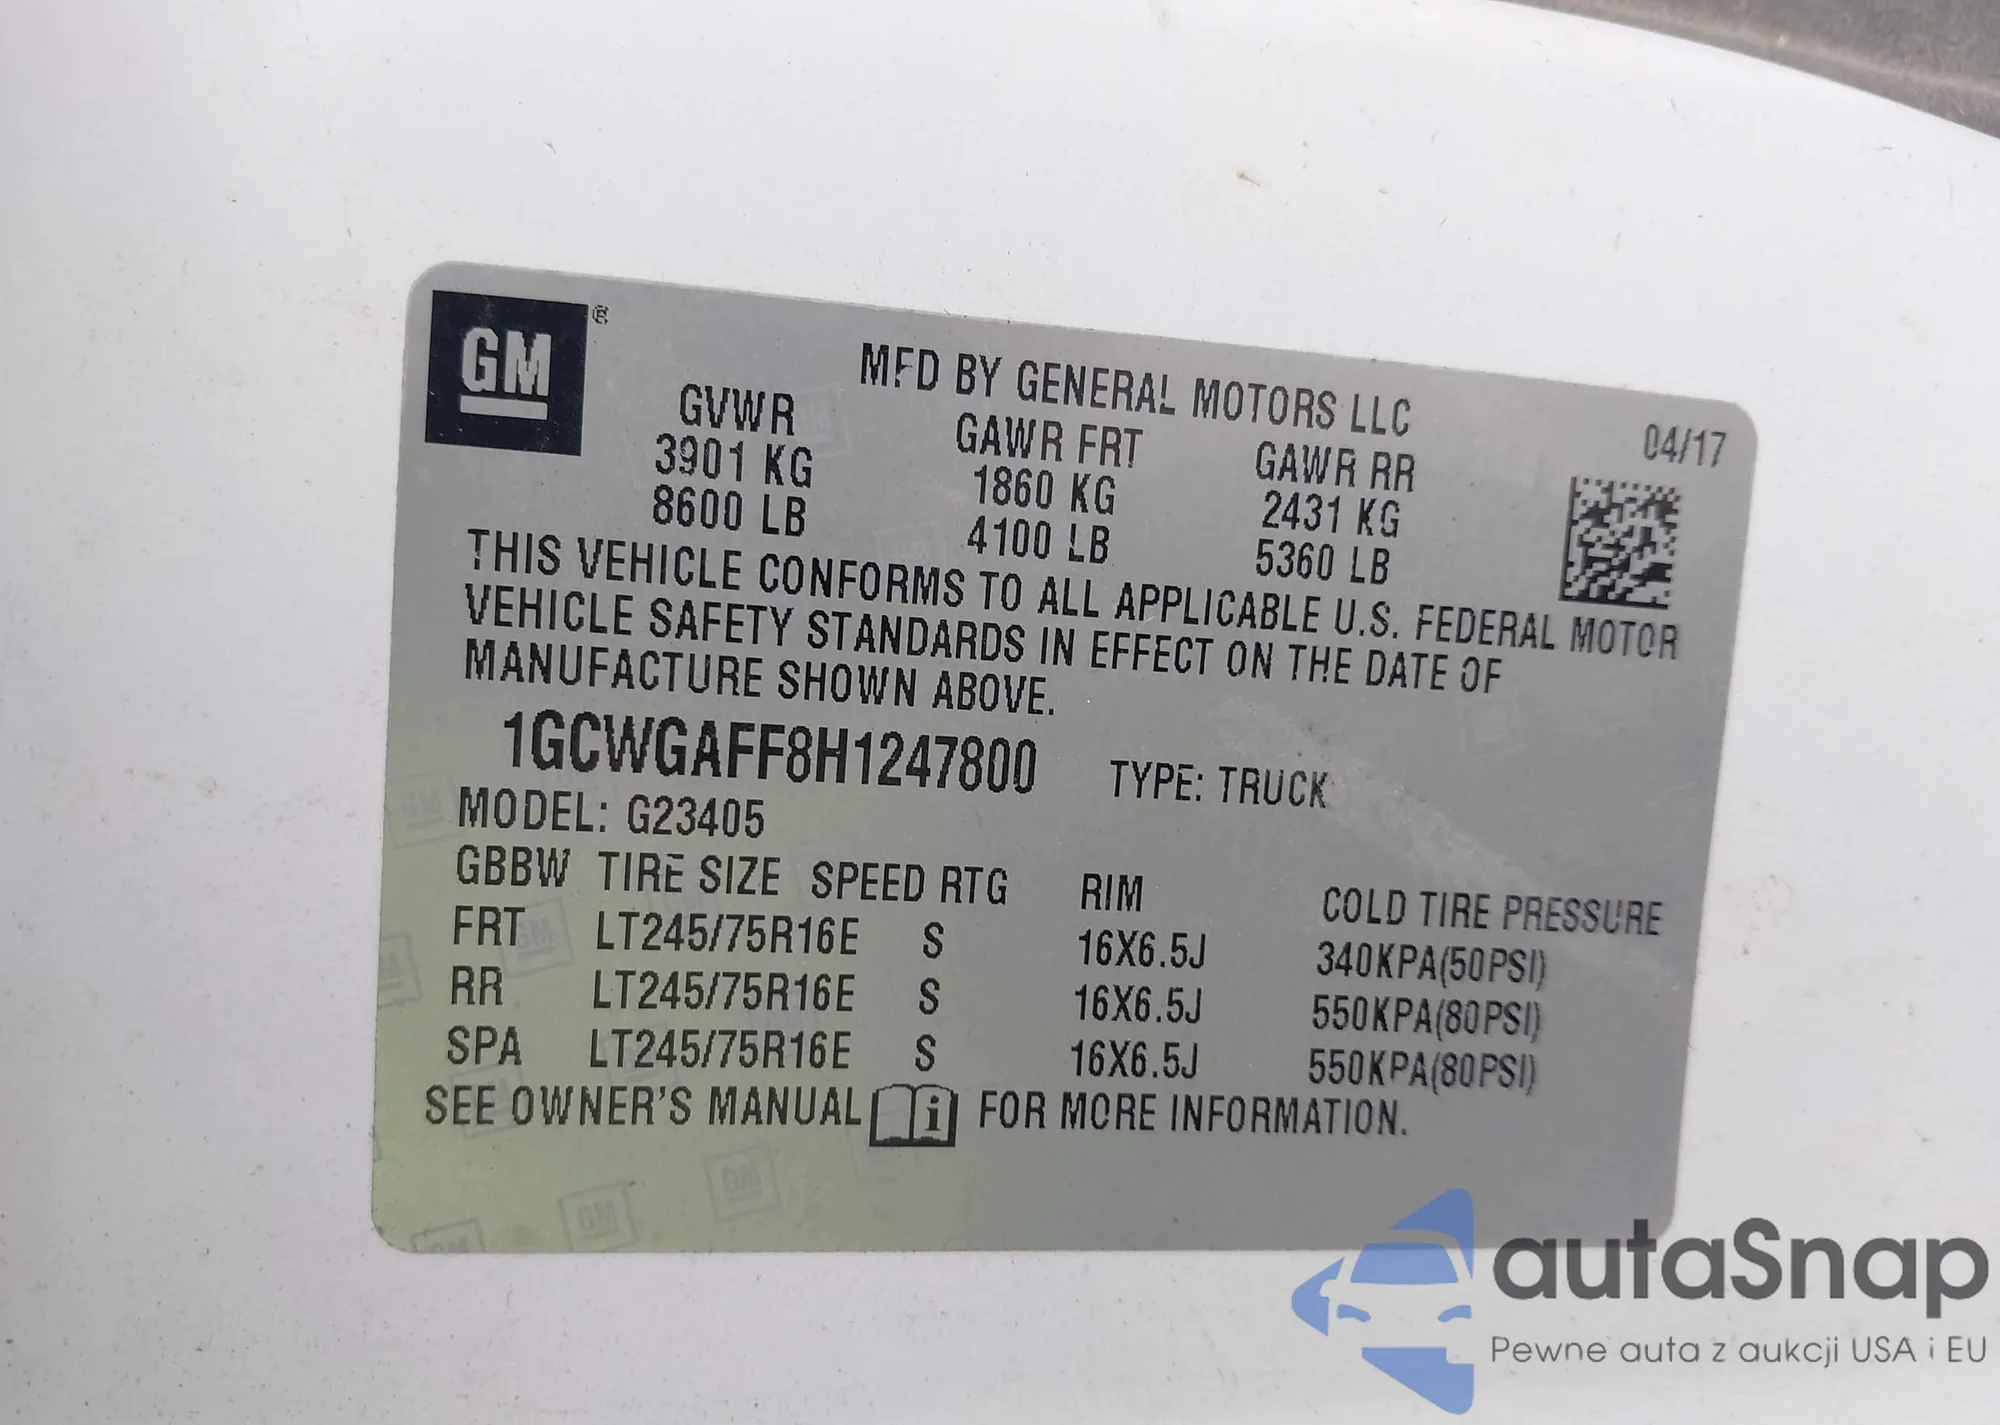 GM ®
MFD BY GENERAL MOTORS LLC
04/17
GVWR GAWR FRT GAWR RR
3901 KG 1860 KG 2431 KG
8600 LB 4100 LB 5360 LB
THIS VEHICLE CONFORMS TO ALL APPLICABLE U.S. FEDERAL MOTOR
VEHICLE SAFETY STANDARDS IN EFFECT ON THE DATE OF
MANUFACTURE SHOWN ABOVE.
1GCWGAFF8H1247800 TYPE: TRUCK
MODEL: G23405
GBBW TIRE SIZE SPEED RTG RIM COLD TIRE PRESSURE
FRT LT245/75R16E S 16X6.5J 340KPA(50PSI)
RR LT245/75R16E S 16X6.5J 550KPA(80PSI)
SPA LT245/75R16E S 16X6.5J 550KPA(80PSI)
SEE OWNER'S MANUAL i FOR MORE INFORMATION.
autaSnap
Pewne auta z aukcji USA i EU